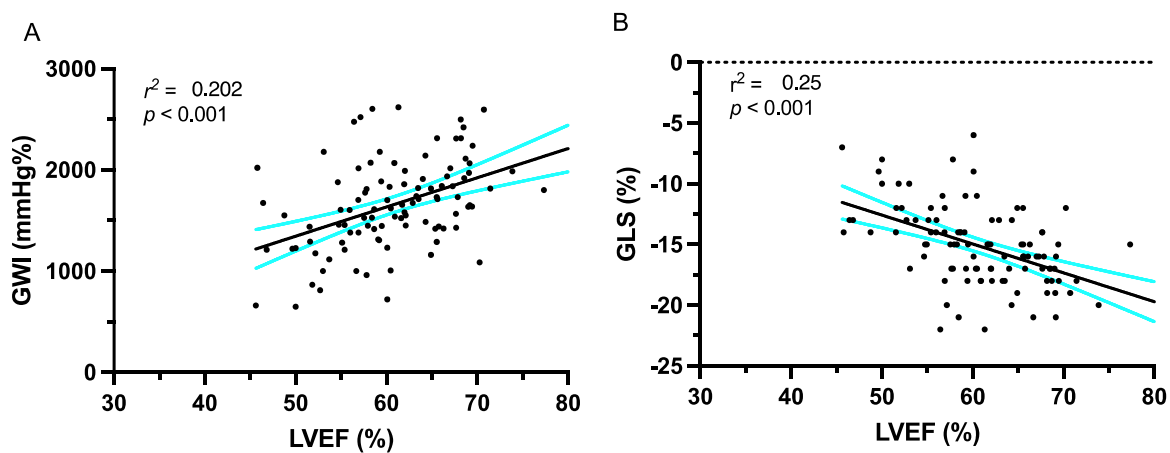 A
GWI (mmHg%)
3000
2000
1000
0
r² = 0.202
p < 0.001
30 40 50 60 70 80
LVEF (%)
B
GLS (%)
0
-5
-10
-15
-20
-25
r² = 0.25
p < 0.001
30 40 50 60 70 80
LVEF (%)